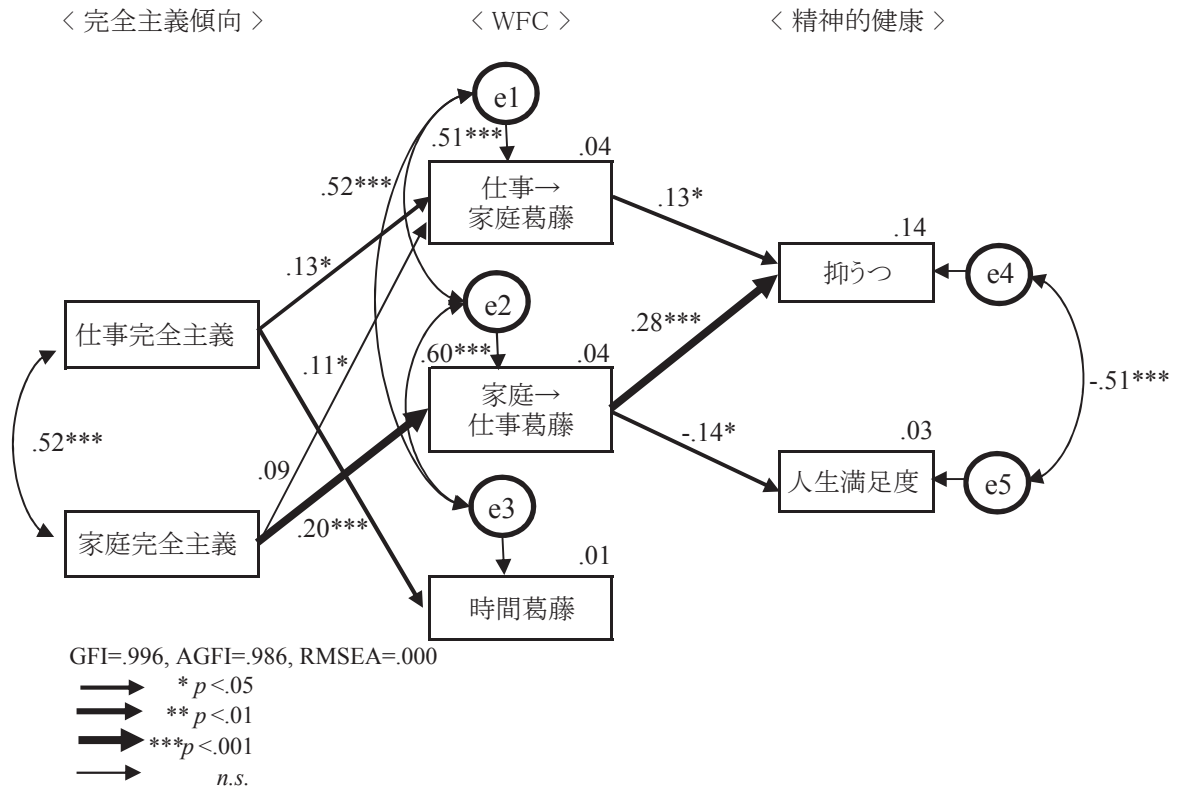 < 完全主義傾向 >
< WFC >
< 精神的健康 >
e1
.51***
.04
仕事→
家庭葛藤
.52***
.13*
.13*
.14
抑うつ
e4
e2
仕事完全主義
.28***
.60***
.04
.11*
家庭→
仕事葛藤
-.51***
-.14*
.03
.52***
.09
人生満足度
e5
e3
家庭完全主義
.20***
.01
時間葛藤
GFI=.996, AGFI=.986, RMSEA=.000
* p <.05
** p <.01
***p <.001
n.s.